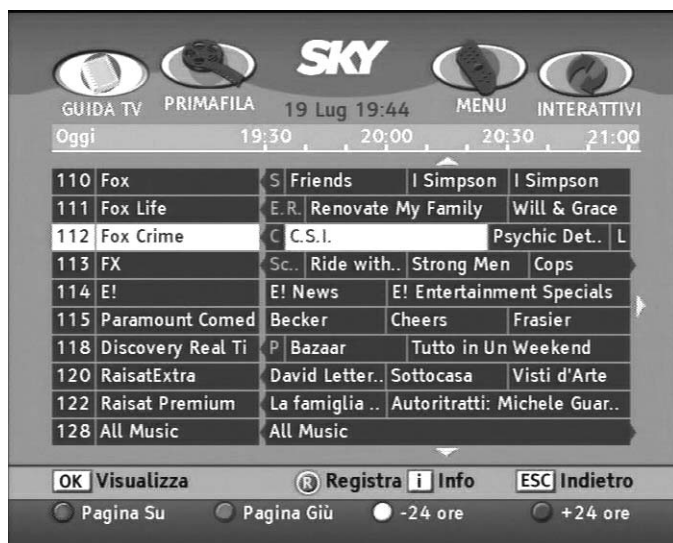 SKY
GUIDA TV PRIMAFILA 19 Lug 19:44 MENU INTERATTIVI
Oggi 19:30 20:00 20:30 21:00
110 Fox S Friends I Simpson I Simpson
111 Fox Life E.R. Renovate My Family Will & Grace
112 Fox Crime C C.S.I. Psychic Det.. L
113 FX Sc.. Ride with.. Strong Men Cops
114 E! E! News E! Entertainment Specials
115 Paramount Comed Becker Cheers Frasier
118 Discovery Real Ti P Bazaar Tutto in Un Weekend
120 RaisatExtra David Letter.. Sottocasa Visti d'Arte
122 Raisat Premium La famiglia .. Autoritratti: Michele Guar..
128 All Music All Music
OK Visualizza R Registra i Info ESC Indietro
Pagina Su Pagina Giù -24 ore +24 ore